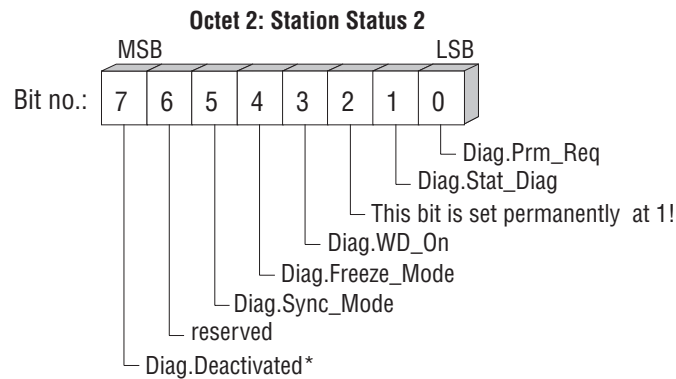 Octet 2: Station Status 2
MSB LSB
Bit no.: 7 6 5 4 3 2 1 0
Diag.Prm_Req
Diag.Stat_Diag
This bit is set permanently at 1!
Diag.WD_On
Diag.Freeze_Mode
Diag.Sync_Mode
reserved
Diag.Deactivated*